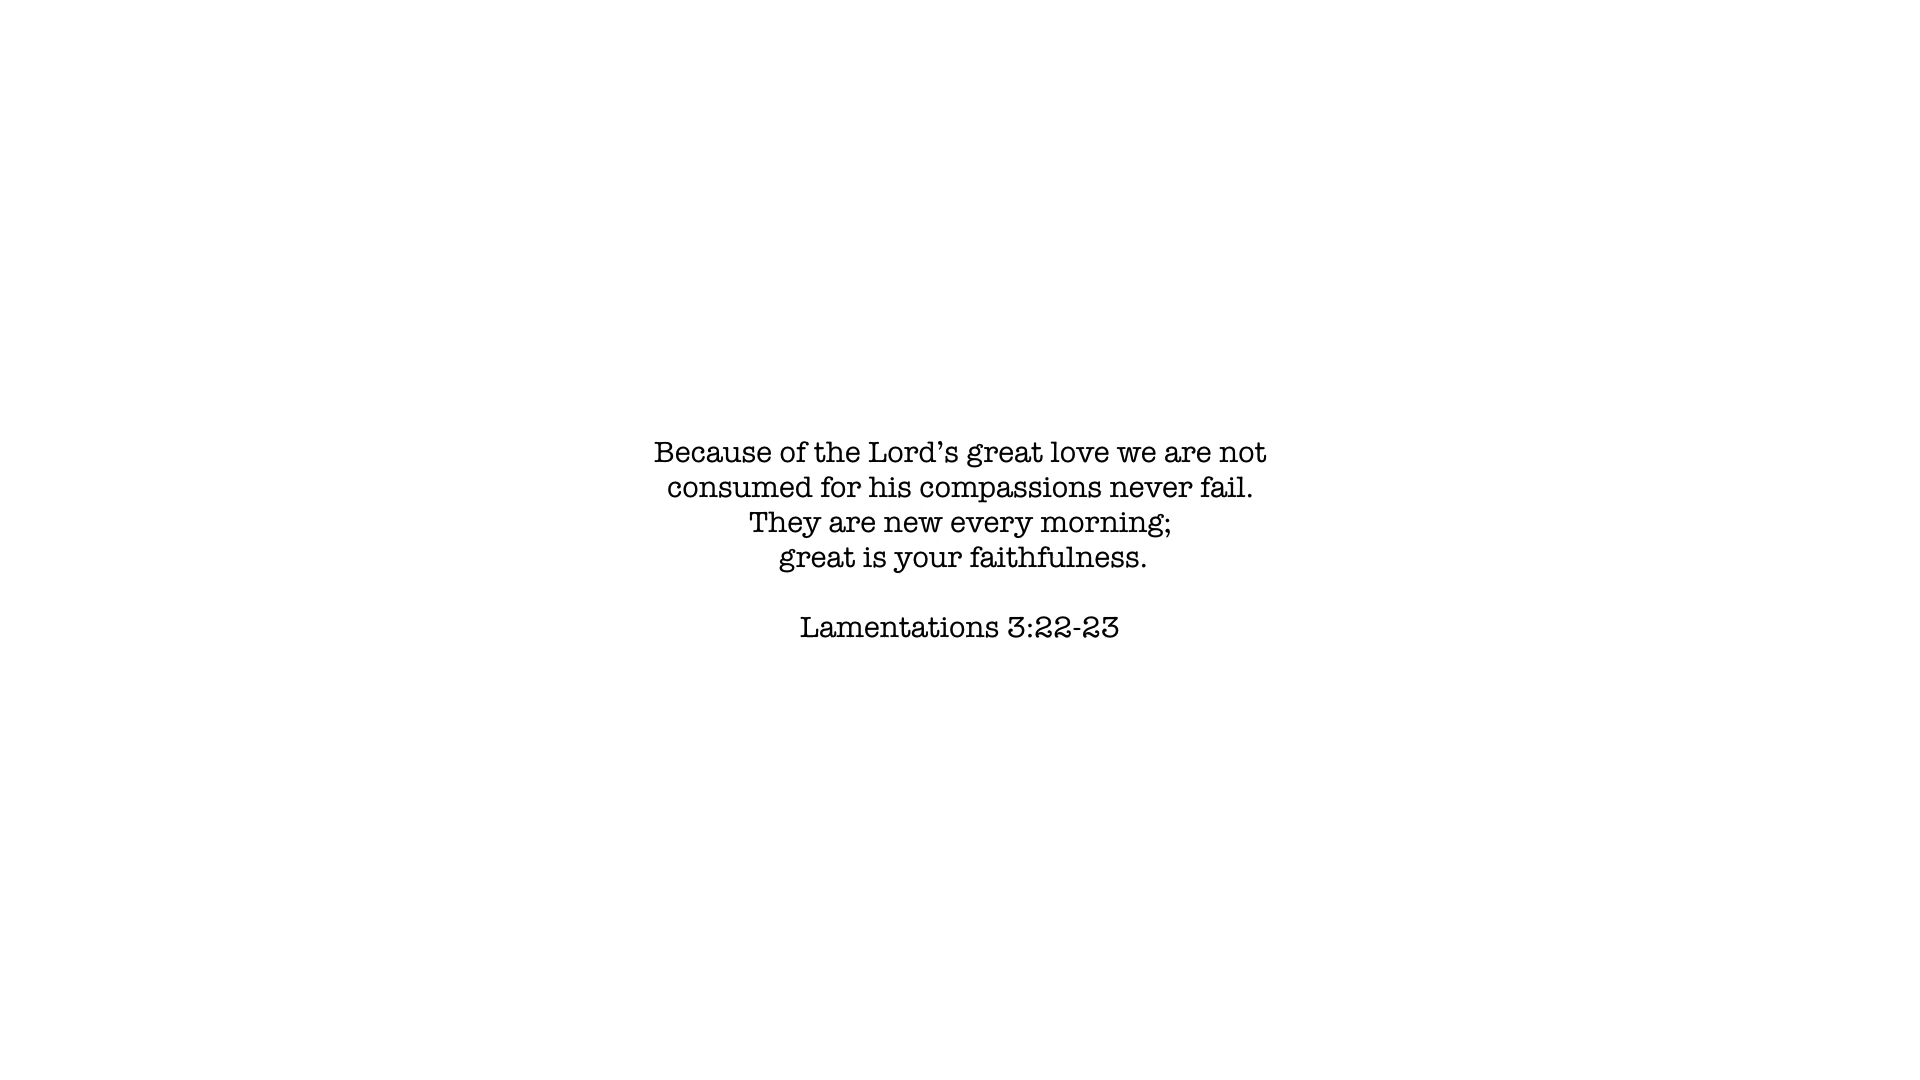 Because of the Lord’s great love we are not
consumed for his compassions never fail.
They are new every morning;
great is your faithfulness.
Lamentations 3:22-23